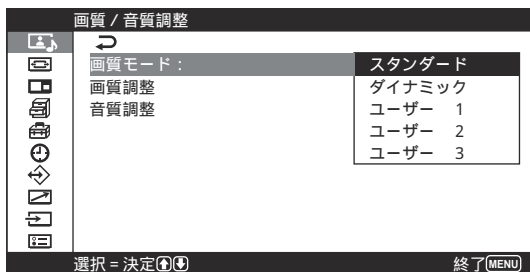 画質 / 音質調整
画質モード :
画質調整
音質調整
スタンダード
ダイナミック
ユーザー 1
ユーザー 2
ユーザー 3
選択 = 決定 終了 MENU